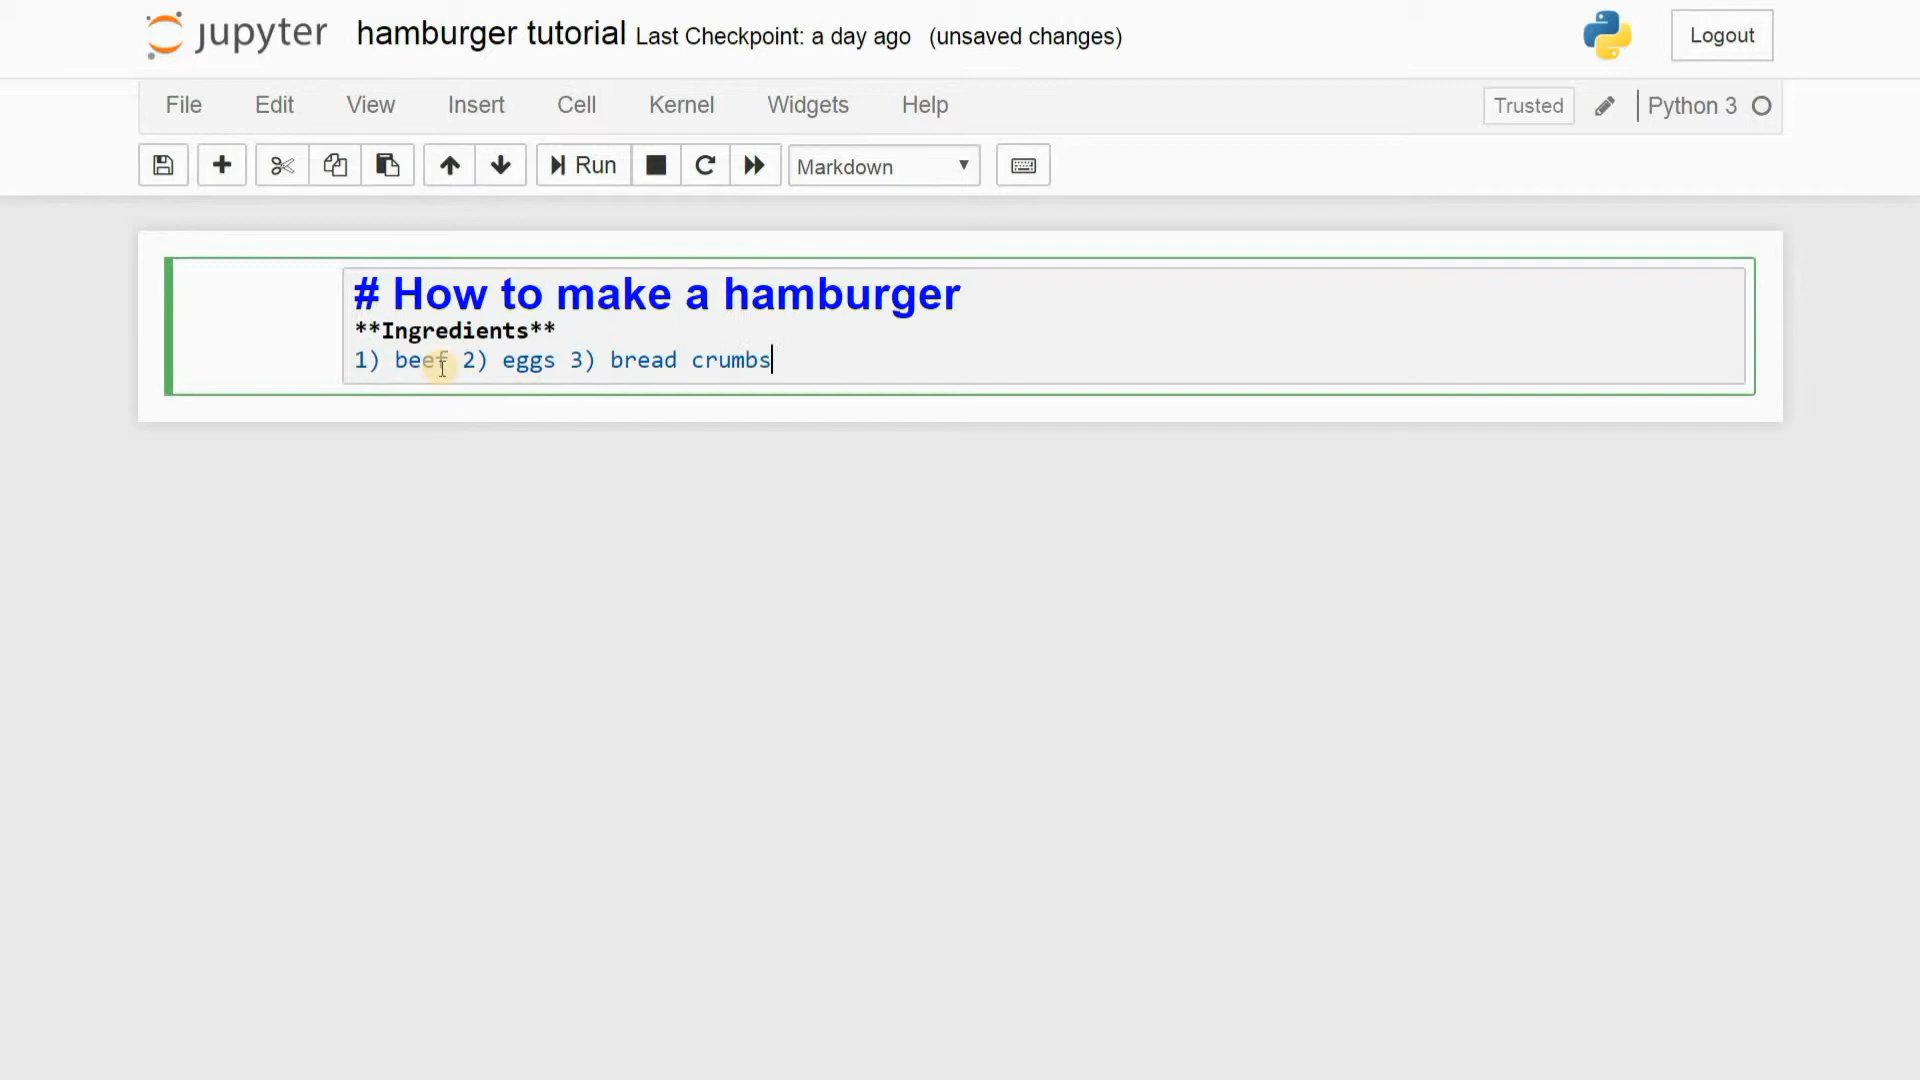 jupyter hamburger tutorial Last Checkpoint: a day ago (unsaved changes) Logout
File Edit View Insert Cell Kernel Widgets Help Trusted Python 3
Run Markdown
# How to make a hamburger
**Ingredients**
1) beef 2) eggs 3) bread crumbs